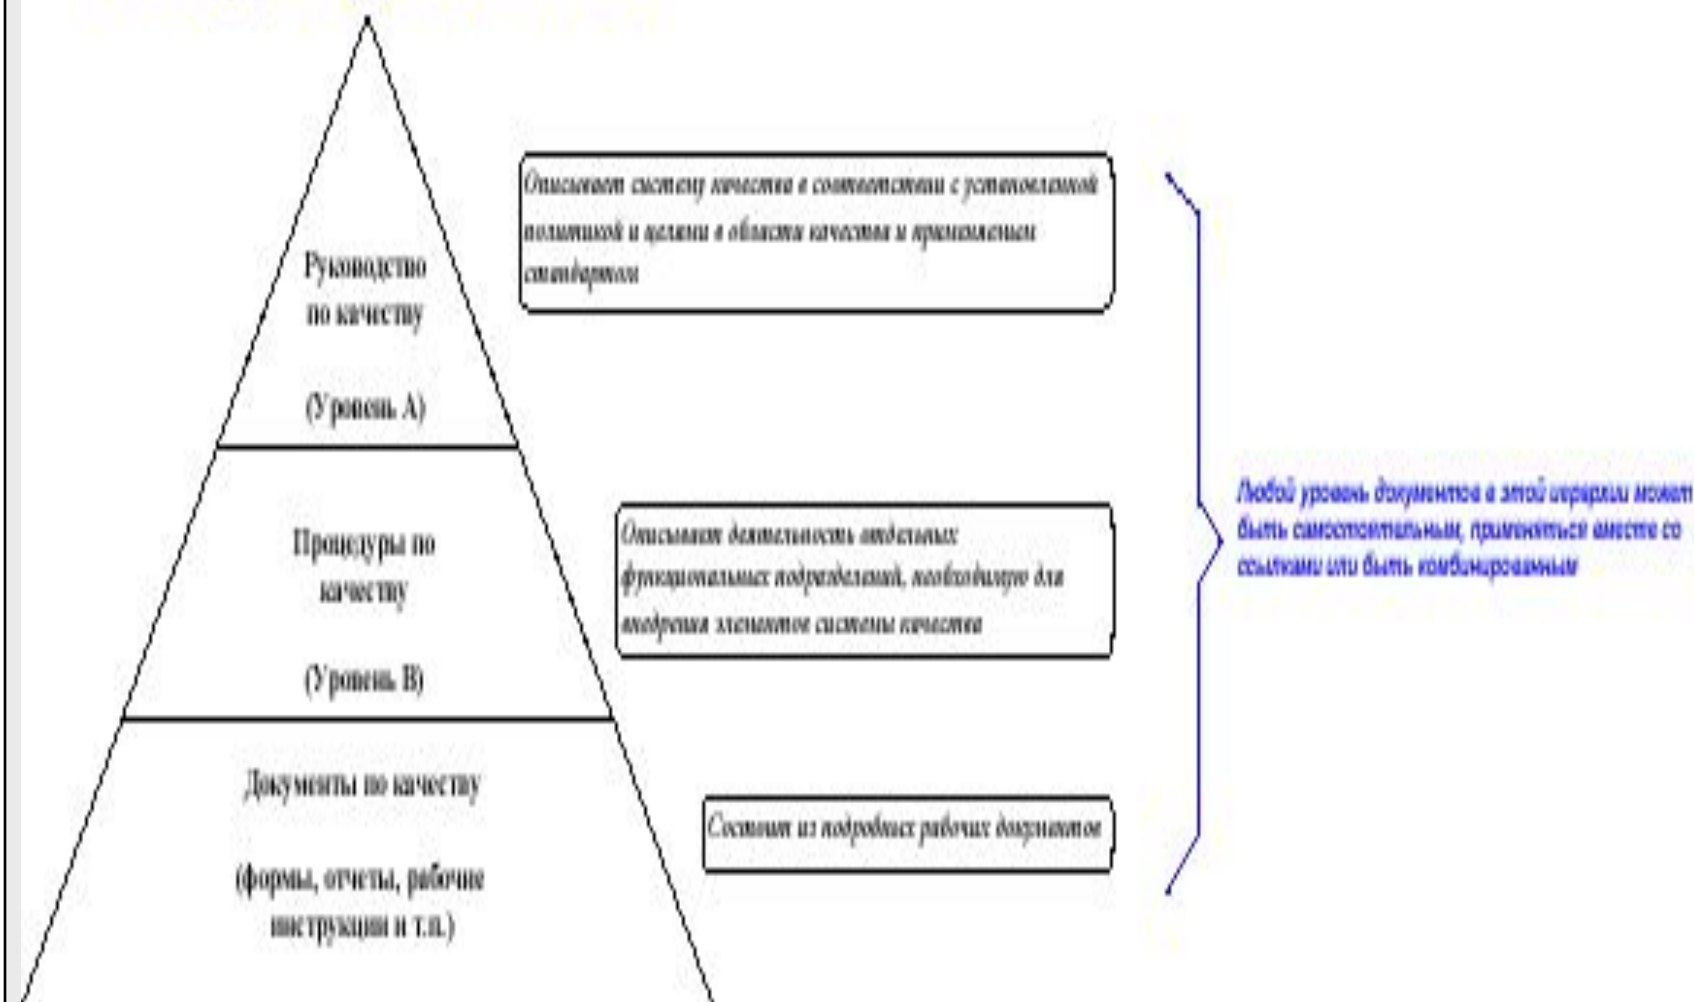 Руководство
по качеству
(Уровень А)
Описывает систему качества в соответствии с установленной
политикой и целями в области качества и применяемым
стандартом
Процедуры по
качеству
(Уровень В)
Описывает деятельность отдельных
функциональных подразделений, необходимую для
внедрения элементов системы качества
Документы по качеству
(формы, отчеты, рабочие
инструкции и т.п.)
Состоит из подробных рабочих документов
Любой уровень документов в этой иерархии может
быть самостоятельным, применяться вместе со
ссылками или быть комбинированным